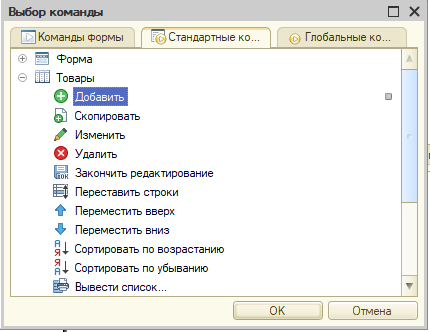 Выбор команды
Команды формы
Стандартные ко...
Глобальные ко...
Форма
Товары
Добавить
Скопировать
Изменить
Удалить
Закончить редактирование
Переставить строки
Переместить вверх
Переместить вниз
Сортировать по возрастанию
Сортировать по убыванию
Вывести список...
OK
Отмена